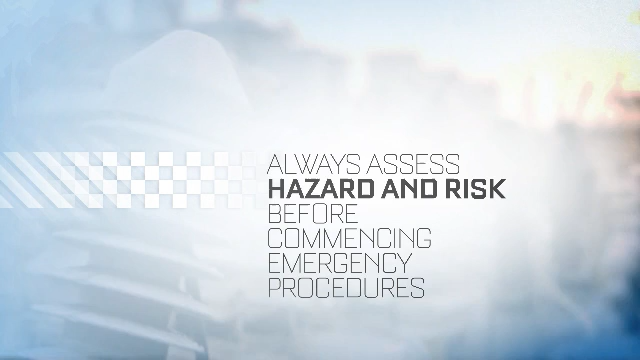 ALWAYS ASSESS
HAZARD AND RISK
BEFORE
COMMENCING
EMERGENCY
PROCEDURES